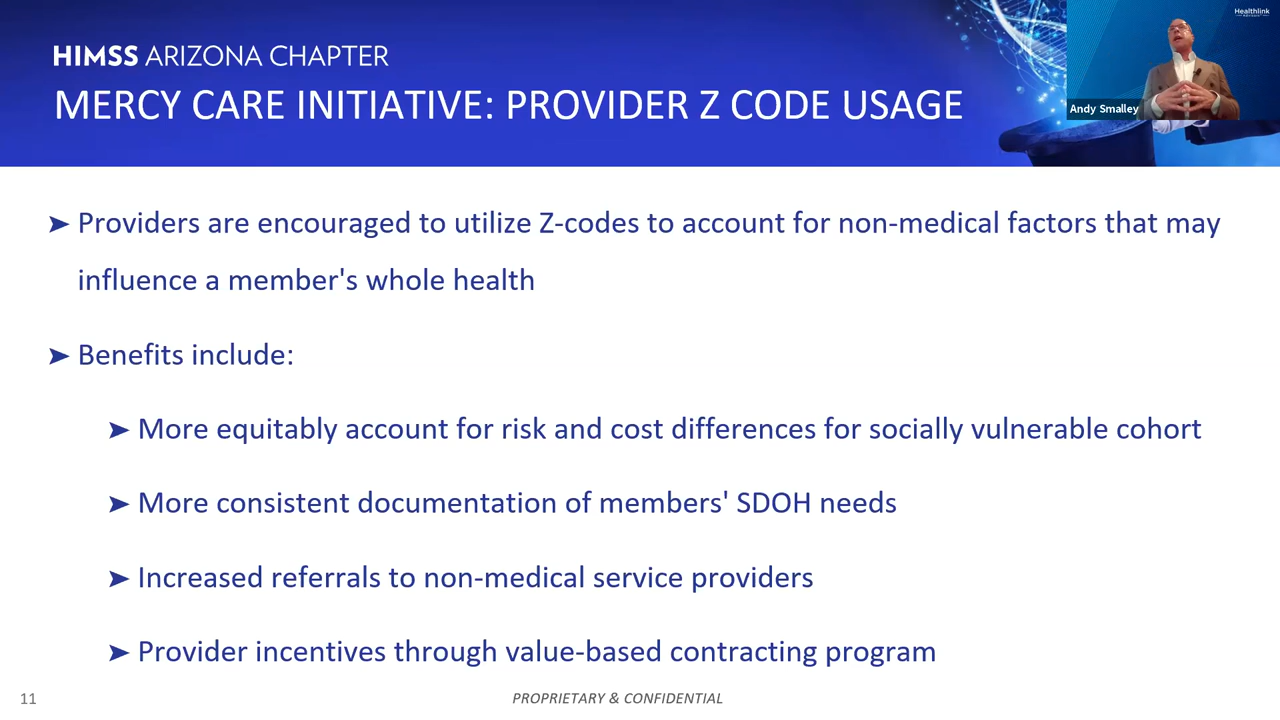 HIMSS ARIZONA CHAPTER
MERCY CARE INITIATIVE: PROVIDER Z CODE USAGE
Healthlink
Andy Smalley
➤ Providers are encouraged to utilize Z-codes to account for non-medical factors that may
influence a member's whole health
➤ Benefits include:
➤ More equitably account for risk and cost differences for socially vulnerable cohort
➤ More consistent documentation of members' SDOH needs
➤ Increased referrals to non-medical service providers
➤ Provider incentives through value-based contracting program
11
PROPRIETARY & CONFIDENTIAL